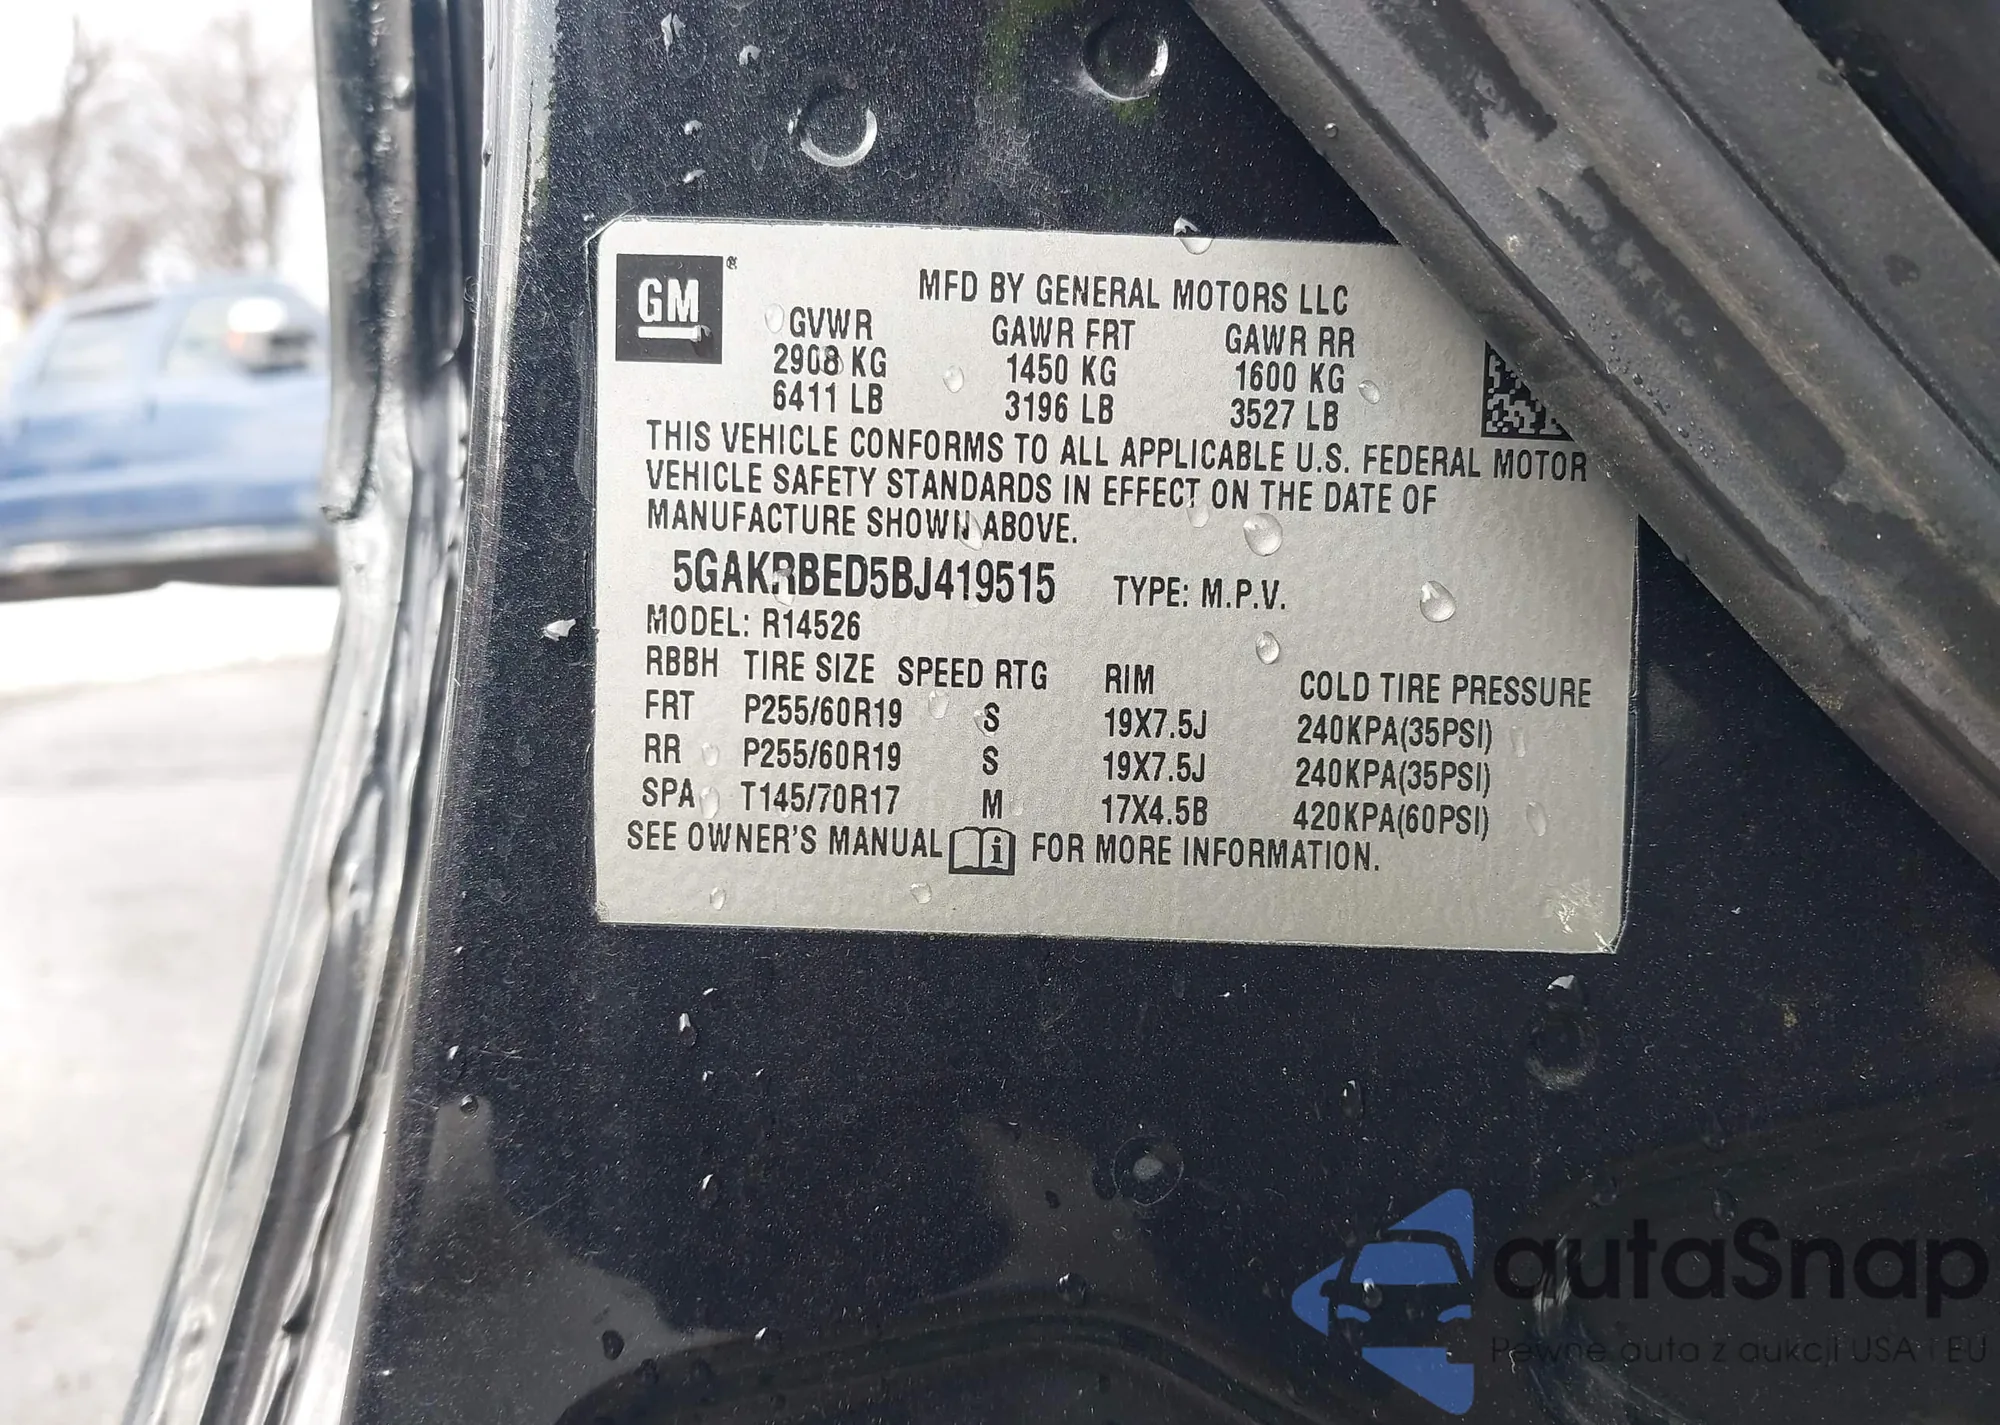 GM ®
MFD BY GENERAL MOTORS LLC
GVWR GAWR FRT GAWR RR
2908 KG 1450 KG 1600 KG
6411 LB 3196 LB 3527 LB
THIS VEHICLE CONFORMS TO ALL APPLICABLE U.S. FEDERAL MOTOR
VEHICLE SAFETY STANDARDS IN EFFECT ON THE DATE OF
MANUFACTURE SHOWN ABOVE.
5GAKRBED5BJ419515 TYPE: M.P.V.
MODEL: R14526
RBBH TIRE SIZE SPEED RTG RIM COLD TIRE PRESSURE
FRT P255/60R19 S 19X7.5J 240KPA(35PSI)
RR P255/60R19 S 19X7.5J 240KPA(35PSI)
SPA T145/70R17 M 17X4.5B 420KPA(60PSI)
SEE OWNER'S MANUAL i FOR MORE INFORMATION.
autaSnap
Pewne auta z aukcji USA i EU